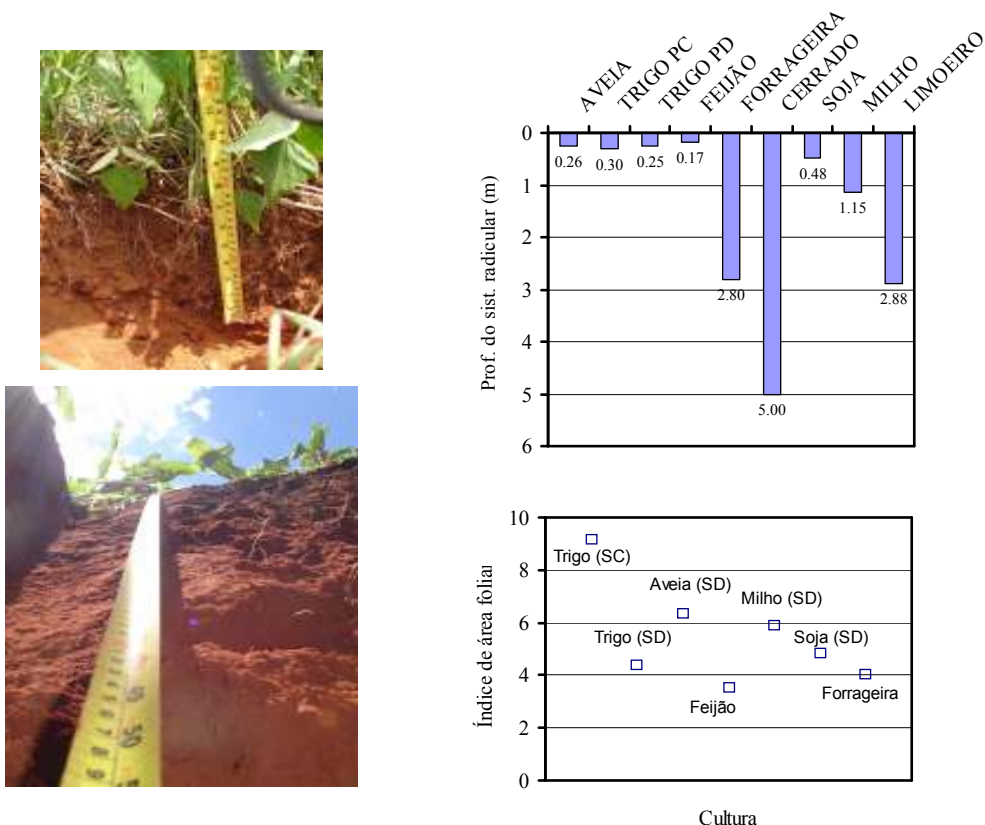 AVEIA
TRIGO PC
TRIGO PD
FEIJÃO
FORRAGEIRA
CERRADO
SOJA
MILHO
LIMOEIRO
Prof. do sist. radicular (m)
0
1
2
3
4
5
6
0.26
0.30
0.25
0.17
2.80
5.00
0.48
1.15
2.88
Índice de área foliar
10
8
6
4
2
0
Trigo (SC)
Aveia (SD)
Milho (SD)
Trigo (SD)
Soja (SD)
Feijão
Forrageira
Cultura